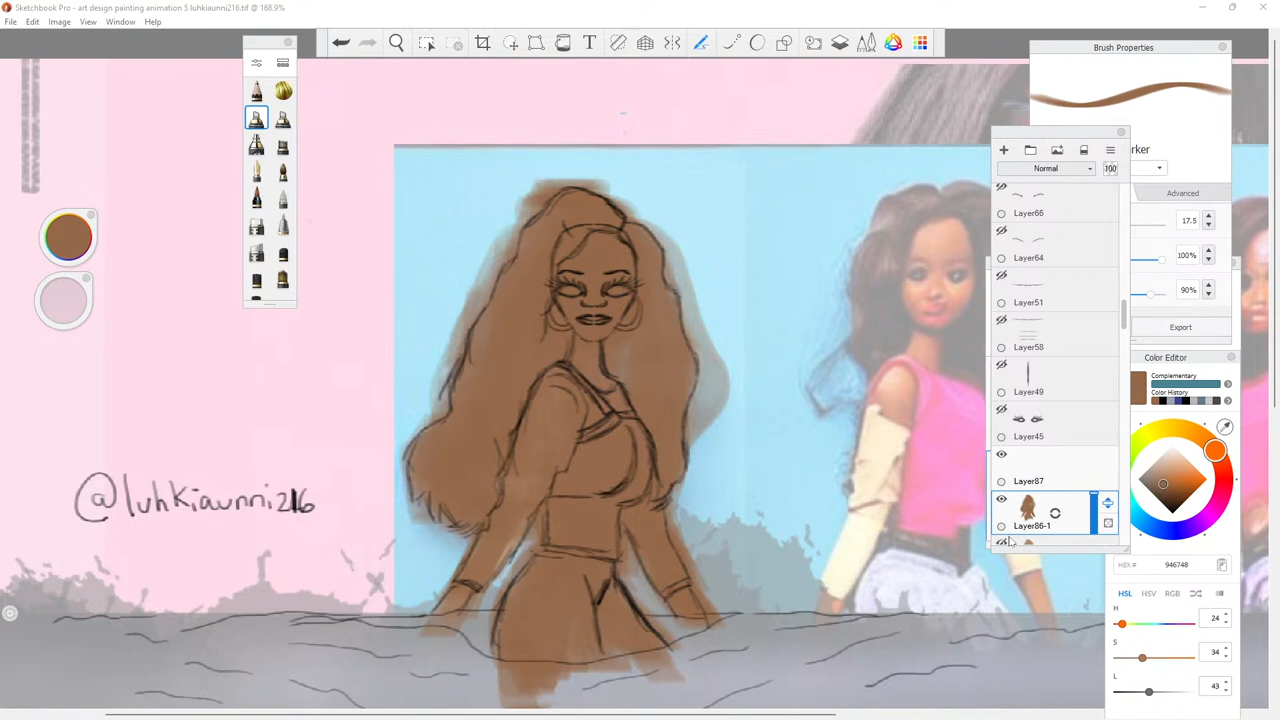 Sketchbook Pro - art design painting animation 5 luhkiaunni216.tif @ 168.9%
File Edit Image View Window Help
Brush Properties
rker
Normal 100
Advanced
Layer66
17.5
Layer64
100%
Layer51
90%
Layer58
Export
Color Editor
Layer49
Complementary
Color History
Layer45
Layer87
@luhkiaunni216
Layer86-1
HEX # 946748
HSL HSV RGB
H 24
S 34
L 43